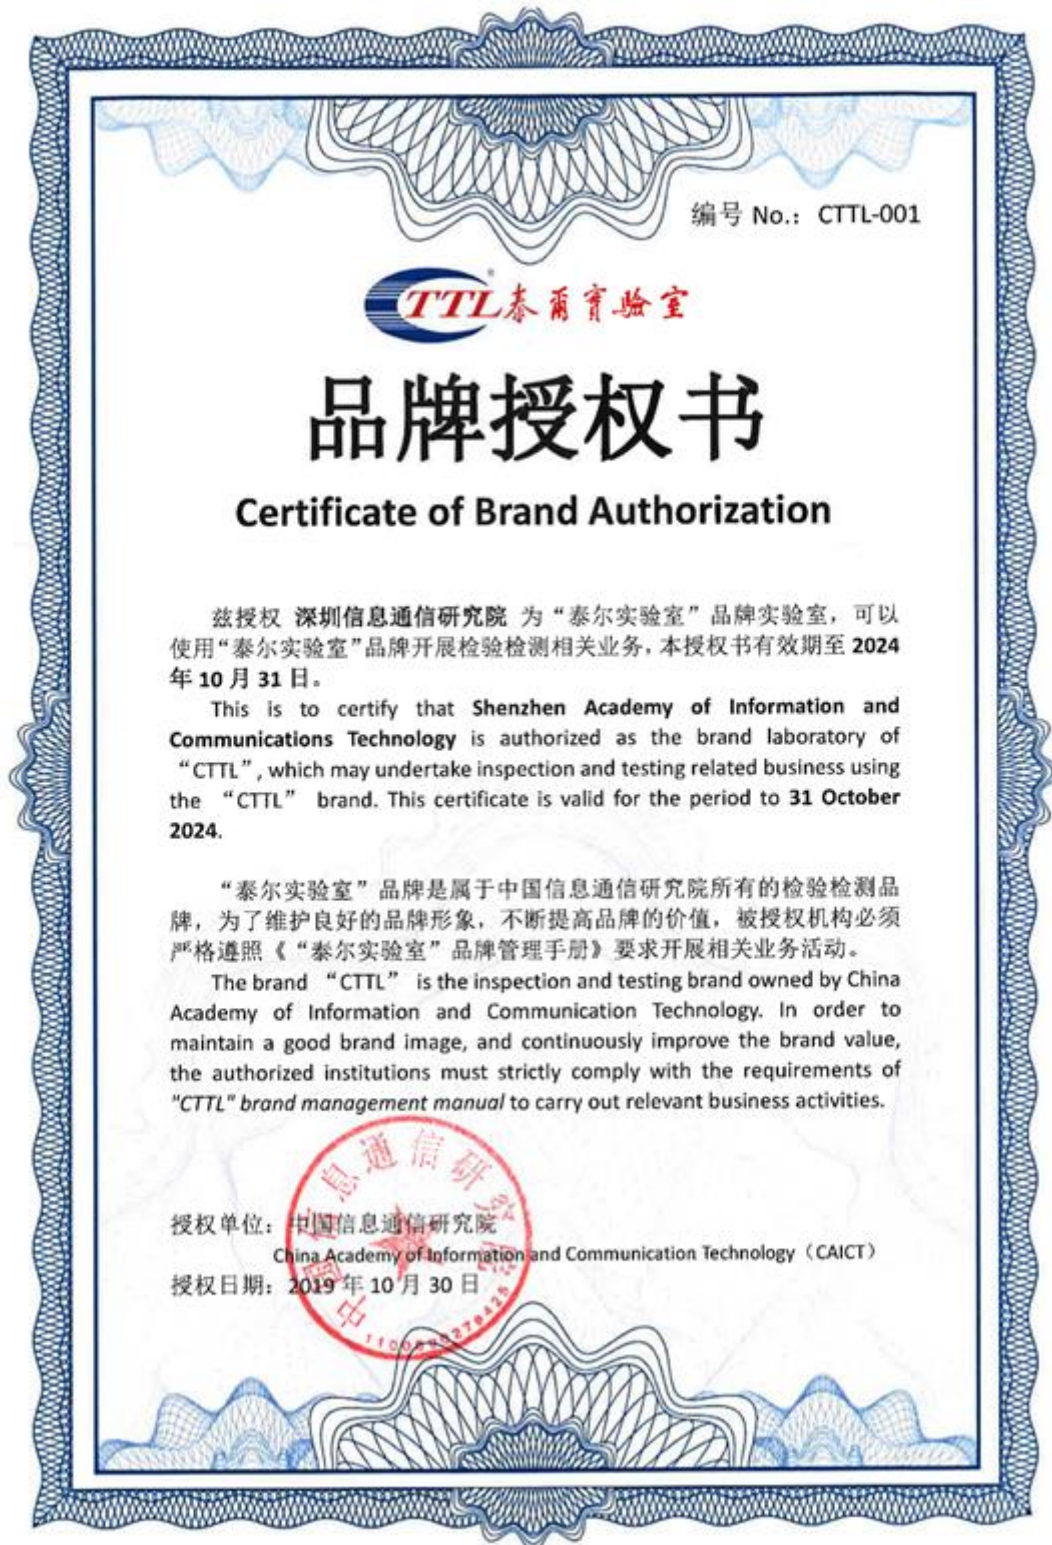 编号 No.: CTTL-001
CTTL泰爾實驗室
品牌授权书
Certificate of Brand Authorization
兹授权 深圳信息通信研究院 为“泰尔实验室”品牌实验室，可以
使用“泰尔实验室”品牌开展检验检测相关业务，本授权书有效期至 2024
年 10 月 31 日。
This is to certify that Shenzhen Academy of Information and
Communications Technology is authorized as the brand laboratory of
“CTTL”, which may undertake inspection and testing related business using
the “CTTL” brand. This certificate is valid for the period to 31 October
2024.
“泰尔实验室”品牌是属于中国信息通信研究院所有的检验检测品
牌，为了维护良好的品牌形象，不断提高品牌的价值，被授权机构必须
严格遵照《“泰尔实验室”品牌管理手册》要求开展相关业务活动。
The brand “CTTL” is the inspection and testing brand owned by China
Academy of Information and Communication Technology. In order to
maintain a good brand image, and continuously improve the brand value,
the authorized institutions must strictly comply with the requirements of
"CTTL" brand management manual to carry out relevant business activities.
授权单位：中国信息通信研究院
China Academy of Information and Communication Technology（CAICT）
授权日期：2019 年 10 月 30 日
中国信息通信研究院